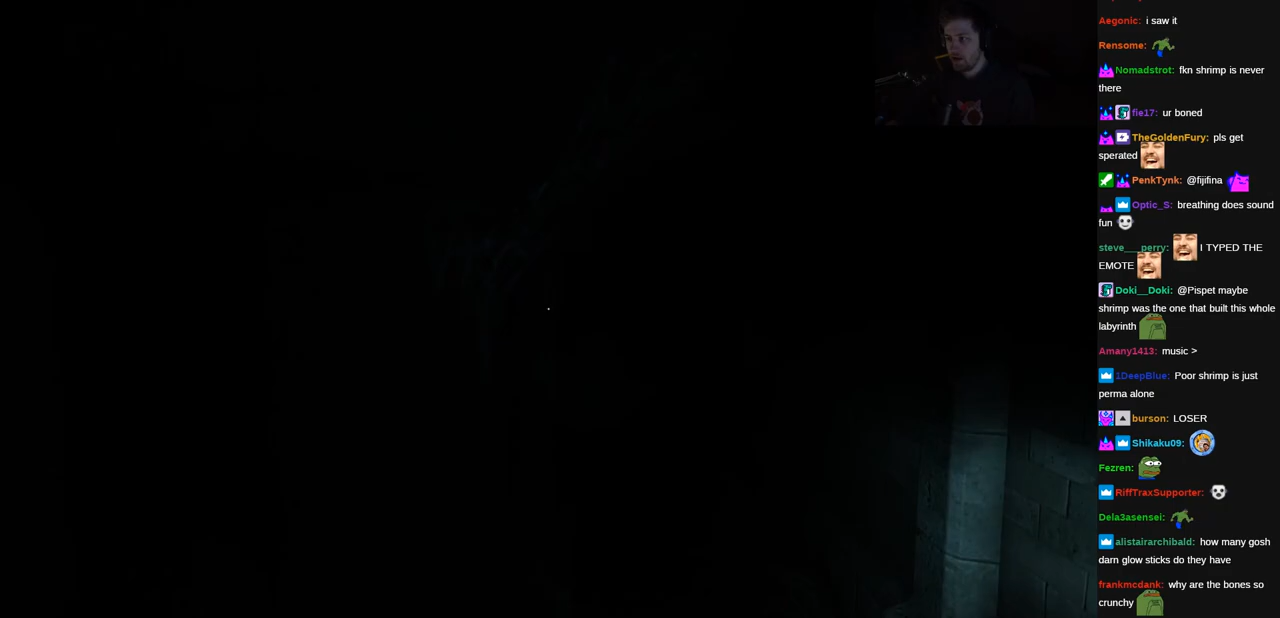 Aegonic: i saw it
Rensome:
Nomadstrot: fkn shrimp is never
there
fie17: ur boned
TheGoldenFury: pls get
sperated
PenkTynk: @fijifina
Optic_S: breathing does sound
fun
steve___perry: I TYPED THE
EMOTE
Doki__Doki: @Pispet maybe
shrimp was the one that built this whole
labyrinth
Amany1413: music >
1DeepBlue: Poor shrimp is just
perma alone
burson: LOSER
Shikaku09:
Fezren:
RiffTraxSupporter:
Dela3asensei:
alistairarchibald: how many gosh
darn glow sticks do they have
frankmcdank: why are the bones so
crunchy